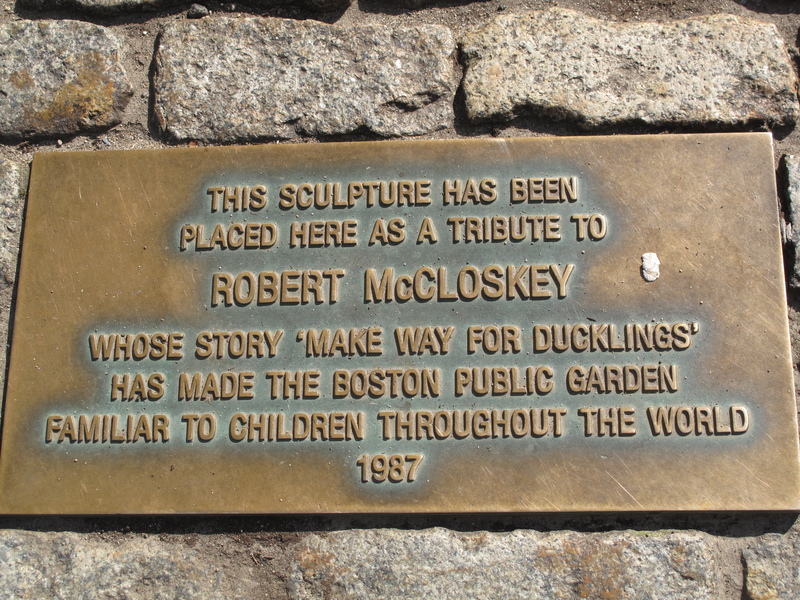 THIS SCULPTURE HAS BEEN
PLACED HERE AS A TRIBUTE TO
ROBERT McCLOSKEY
WHOSE STORY 'MAKE WAY FOR DUCKLINGS'
HAS MADE THE BOSTON PUBLIC GARDEN
FAMILIAR TO CHILDREN THROUGHOUT THE WORLD
1987